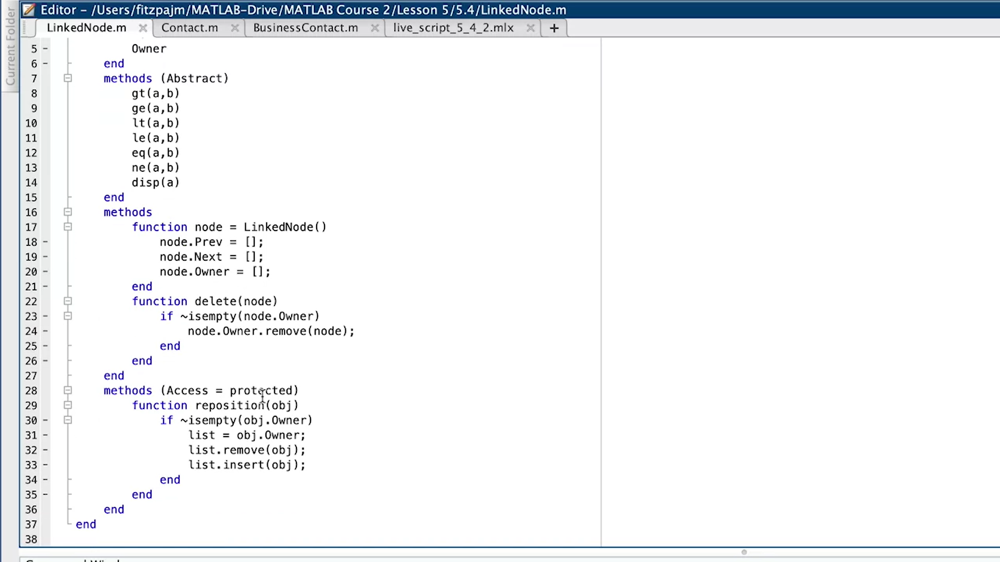 Editor - /Users/fitzpajm/MATLAB-Drive/MATLAB Course 2/Lesson 5/5.4/LinkedNode.m
Current Folder
LinkedNode.m × Contact.m × BusinessContact.m × live_script_5_4_2.mlx × +
5 - Owner
6 - end
7 methods (Abstract)
8 gt(a,b)
9 ge(a,b)
10 lt(a,b)
11 le(a,b)
12 eq(a,b)
13 ne(a,b)
14 disp(a)
15 end
16 methods
17 function node = LinkedNode()
18 - node.Prev = [];
19 - node.Next = [];
20 - node.Owner = [];
21 - end
22 function delete(node)
23 - if ~isempty(node.Owner)
24 - node.Owner.remove(node);
25 - end
26 - end
27 end
28 methods (Access = protected)
29 function reposition(obj)
30 - if ~isempty(obj.Owner)
31 - list = obj.Owner;
32 - list.remove(obj);
33 - list.insert(obj);
34 - end
35 - end
36 end
37 end
38